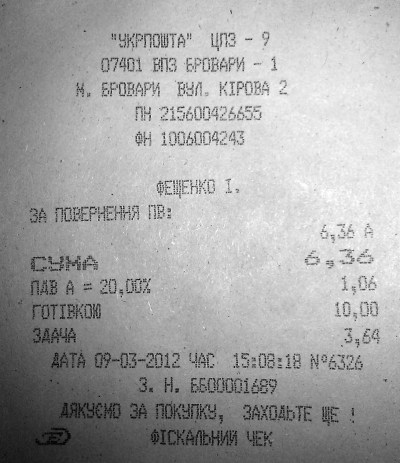 "УКРПОШТА" ЦПЗ - 9
07401 ВПЗ БРОВАРИ - 1
М. БРОВАРИ ВУЛ. КІРОВА 2
ПН 215600426655
ФН 1006004243
ФЕЩЕНКО І.
ЗА ПОВЕРНЕННЯ ПВ:
6,36 А
СУМА 6,36
ПДВ А = 20,00% 1,06
ГОТІВКОЮ 10,00
ЗДАЧА 3,64
ДАТА 09-03-2012 ЧАС 15:08:18 №6326
З. Н. ББ00001689
ДЯКУЄМО ЗА ПОКУПКУ, ЗАХОДЬТЕ ЩЕ !
ФІСКАЛЬНИЙ ЧЕК